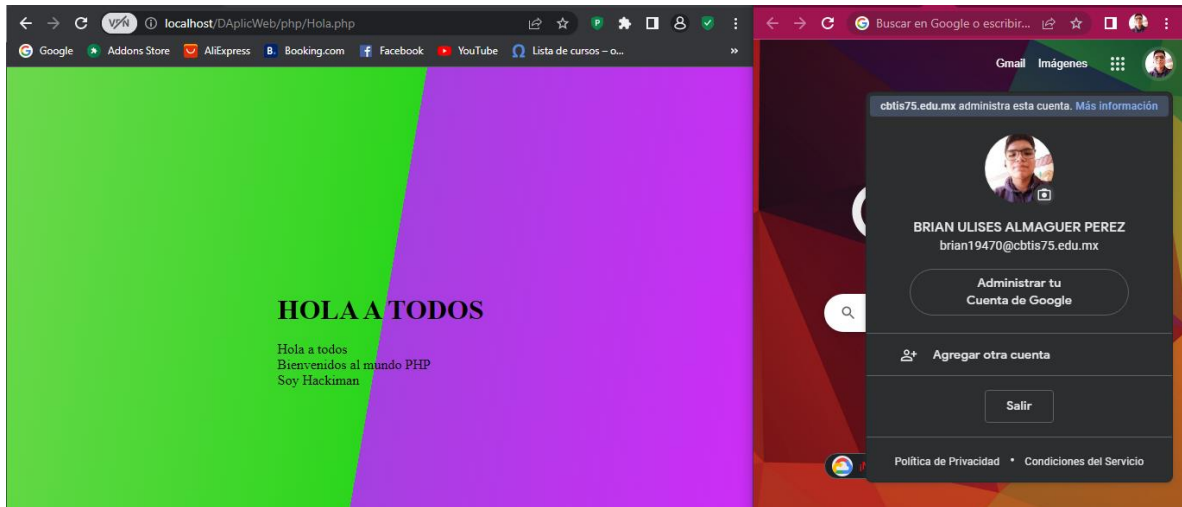 VPN localhost/DAplicWeb/php/Hola.php
Google Addons Store AliExpress B. Booking.com Facebook YouTube Lista de cursos – o... »
HOLA A TODOS
Hola a todos
Bienvenidos al mundo PHP
Soy Hackiman
Buscar en Google o escribir...
Gmail Imágenes
cbtis75.edu.mx administra esta cuenta. Más información
BRIAN ULISES ALMAGUER PEREZ
brian19470@cbtis75.edu.mx
Administrar tu
Cuenta de Google
Agregar otra cuenta
Salir
Política de Privacidad • Condiciones del Servicio